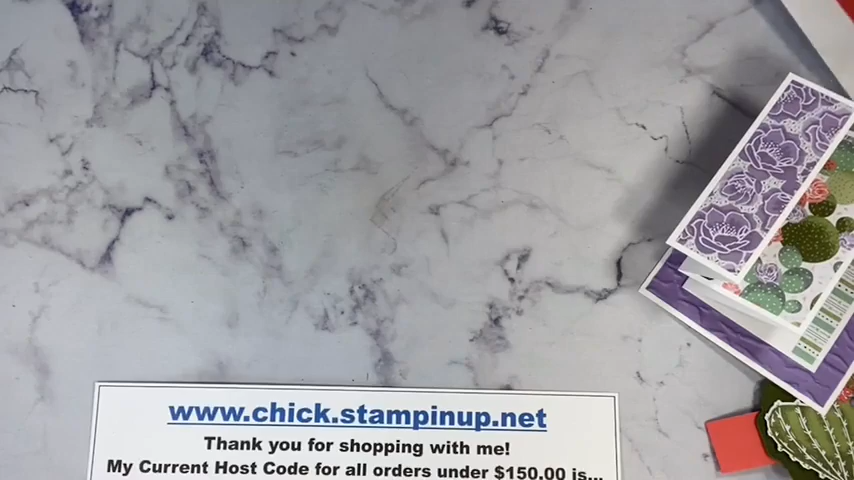 www.chick.stampinup.net
Thank you for shopping with me!
My Current Host Code for all orders under $150.00 is...